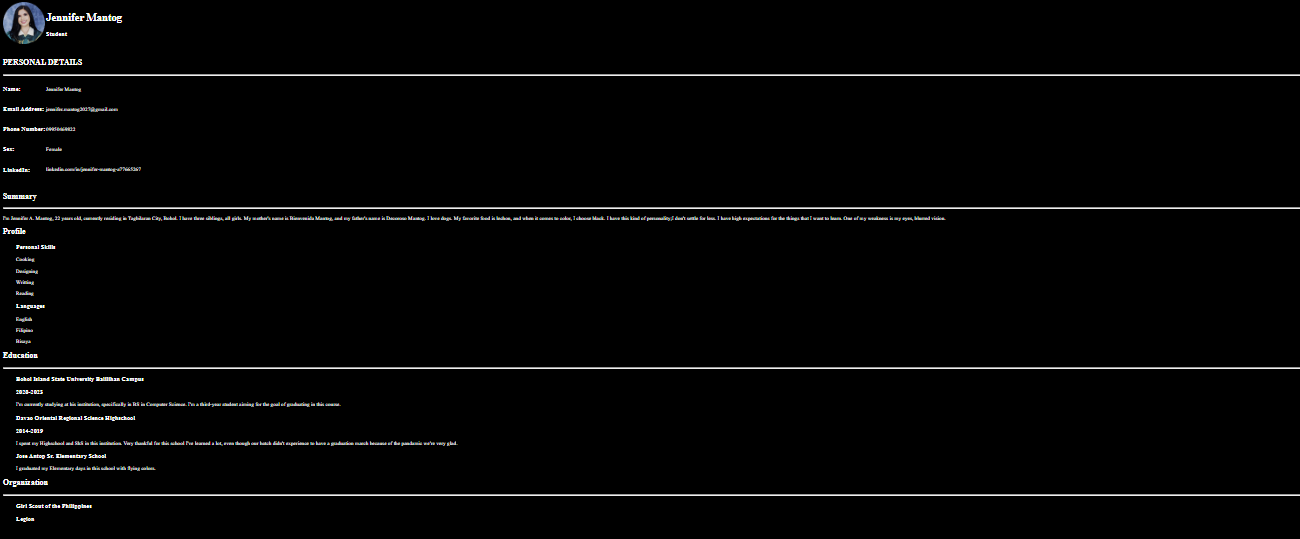 Jennifer Mantog
Student
PERSONAL DETAILS
Name: Jennifer Mantog
Email Address: jennifer.mantog2027@gmail.com
Phone Number: 09950469822
Sex: Female
LinkedIn: linkedin.com/in/jennifer-mantog-a77665267
Summary
I'm Jennifer A. Mantog, 22 years old, currently residing in Tagbilaran City, Bohol. I have three siblings, all girls. My mother's name is Bienvenida Mantog, and my father's name is Mantog. I love dogs. My favorite food is lechon, and when it comes to color, I choose black. I have this kind of personality,I don't settle for less. I have high expectations for the things that I want to learn. One of my weakness is my eyes, blurred vision.
Profile
Personal Skills
Cooking
Designing
Writting
Reading
Languages
English
Filipino
Bisaya
Education
Bohol Island State University Balilihan Campus
2020-2025
I'm currently studying at his institution, specifically in BS in Computer Science. I'm a third-year student aiming for the goal of graduating in this course.
Davao Oriental Regional Science Highschool
2014-2019
I spent my Highschool and SHS in this institution. Very thankful for this school I've learned a lot, even though our batch didn't experience to have a graduation march because of the pandemic we're very glad.
Jose Antop Sr. Elementary School
I graduated my Elementary days in this school with flying colors.
Organization
Girl Scout of the Philippines
Legion